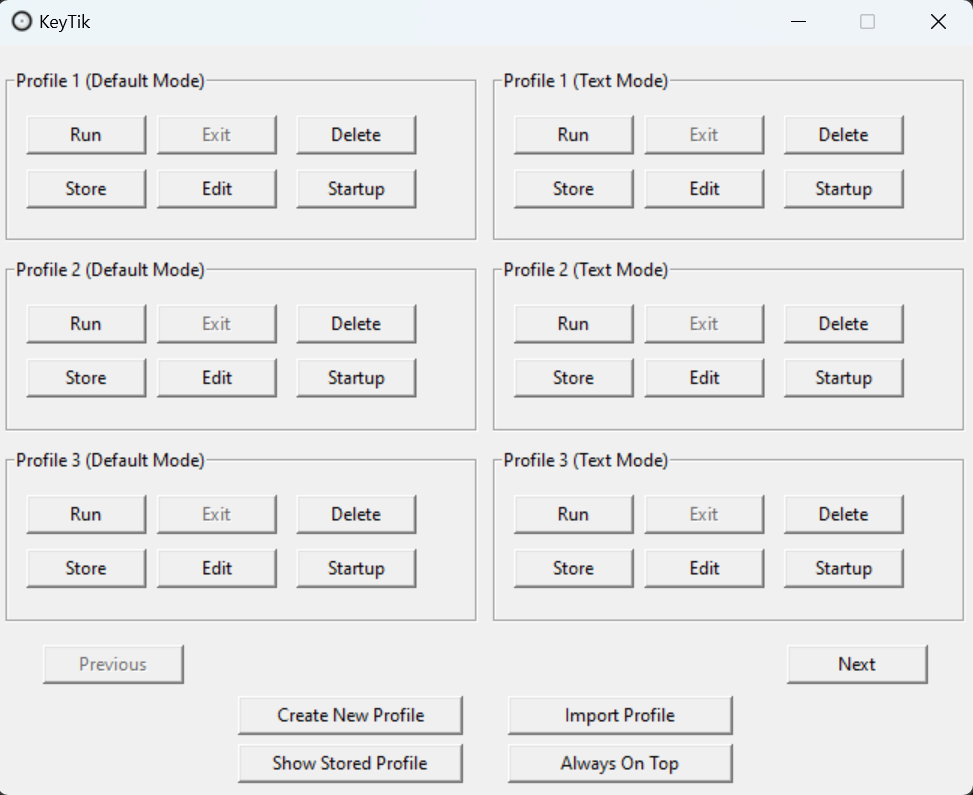 KeyTik
Profile 1 (Default Mode)
Run Exit Delete
Store Edit Startup
Profile 1 (Text Mode)
Run Exit Delete
Store Edit Startup
Profile 2 (Default Mode)
Run Exit Delete
Store Edit Startup
Profile 2 (Text Mode)
Run Exit Delete
Store Edit Startup
Profile 3 (Default Mode)
Run Exit Delete
Store Edit Startup
Profile 3 (Text Mode)
Run Exit Delete
Store Edit Startup
Previous Next
Create New Profile Import Profile
Show Stored Profile Always On Top